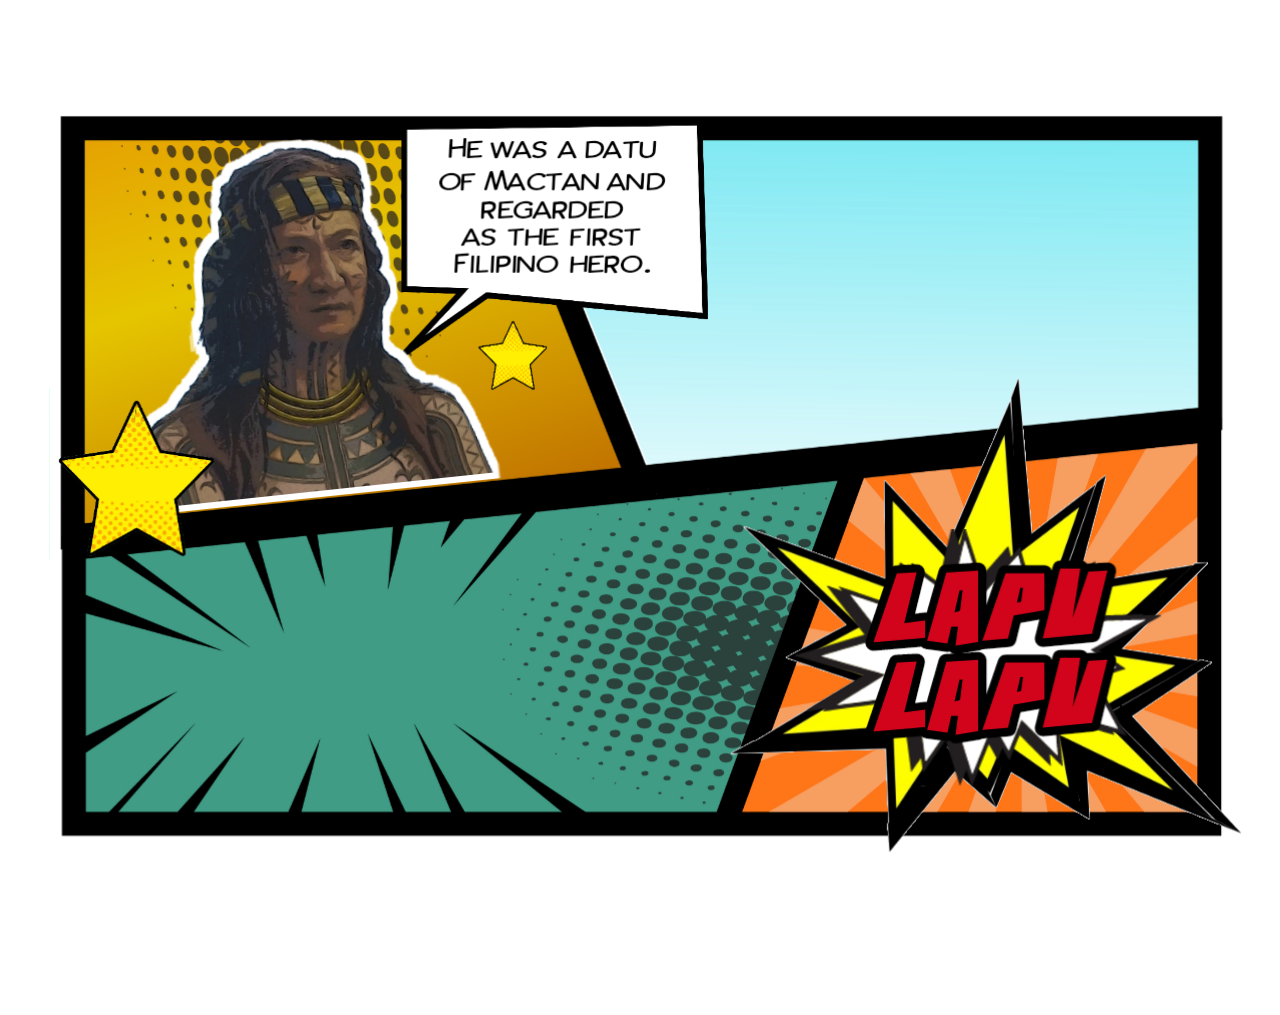 He was a datu
of Mactan and
regarded
as the first
Filipino hero.
LAPU
LAPU